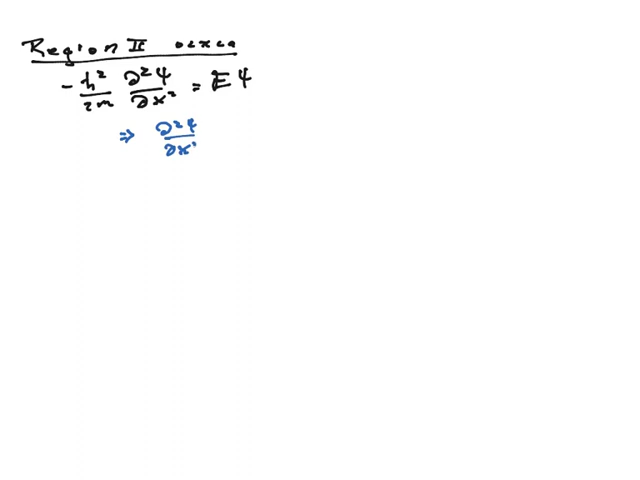 Region II 0<x<a
-ħ²/2m ∂²ψ/∂x² = Eψ
⇒ ∂²ψ/∂x²